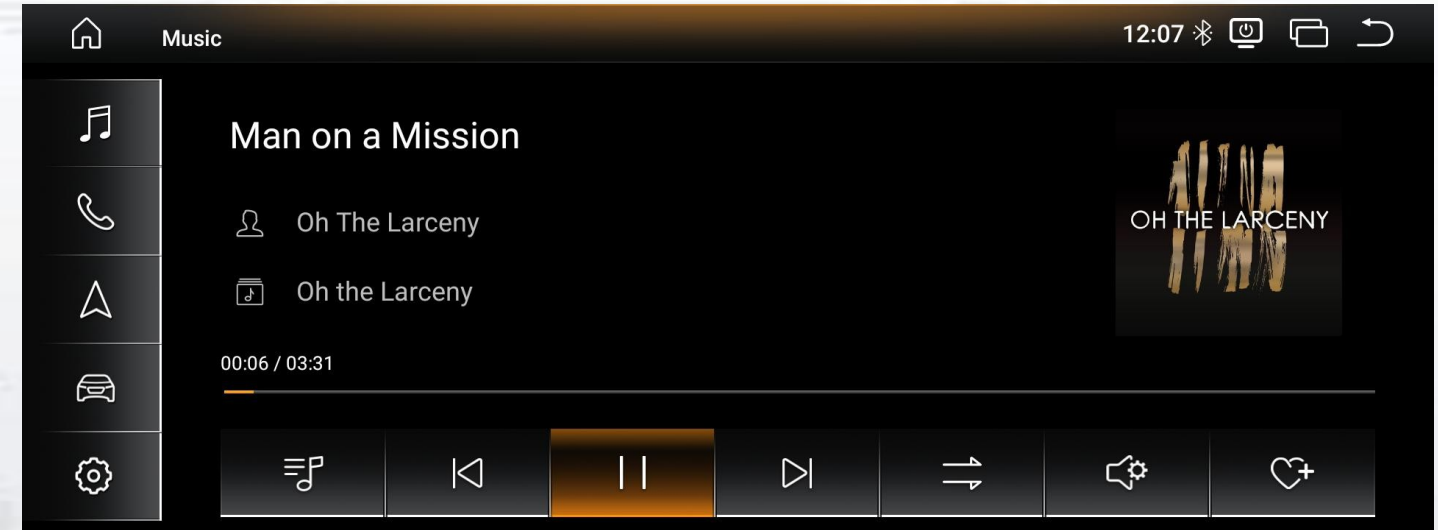 Music
12:07
Man on a Mission
Oh The Larceny
Oh the Larceny
OH THE LARCENY
00:06 / 03:31